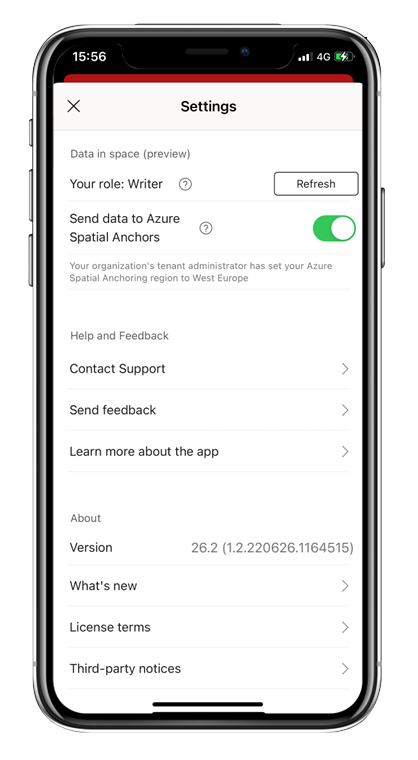 15:56
4G
Settings
Data in space (preview)
Your role: Writer
?
Refresh
Send data to Azure
Spatial Anchors
?
Your organization's tenant administrator has set your Azure
Spatial Anchoring region to West Europe
Help and Feedback
Contact Support
Send feedback
Learn more about the app
About
Version
26.2 (1.2.220626.1164515)
What's new
License terms
Third-party notices